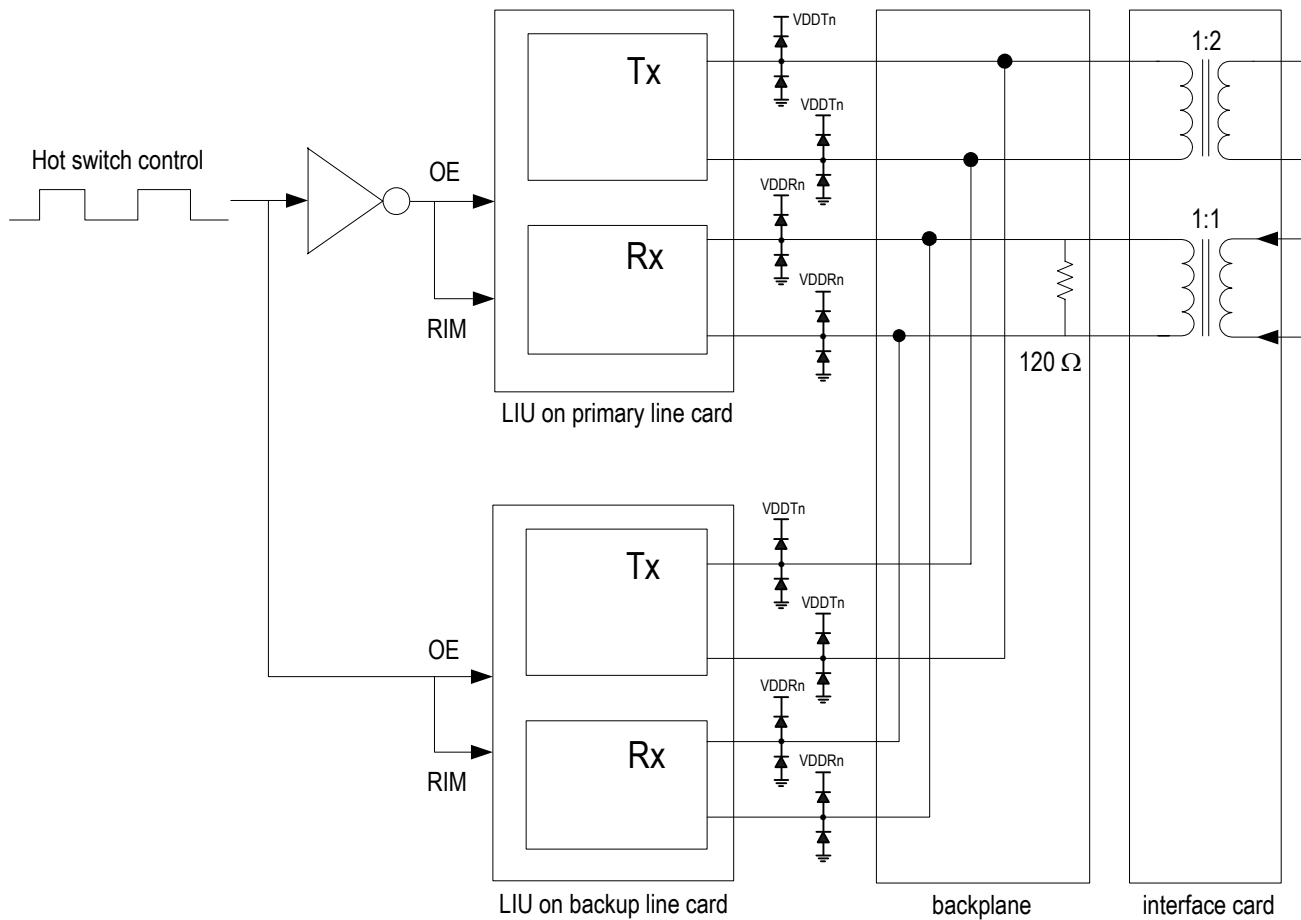 VDDTn
Tx
1:2
VDDTn
Hot switch control
OE
VDDRn
1:1
Rx
VDDRn
RIM
120 Ω
LIU on primary line card
VDDTn
Tx
VDDTn
OE
VDDRn
Rx
VDDRn
RIM
LIU on backup line card
backplane
interface card